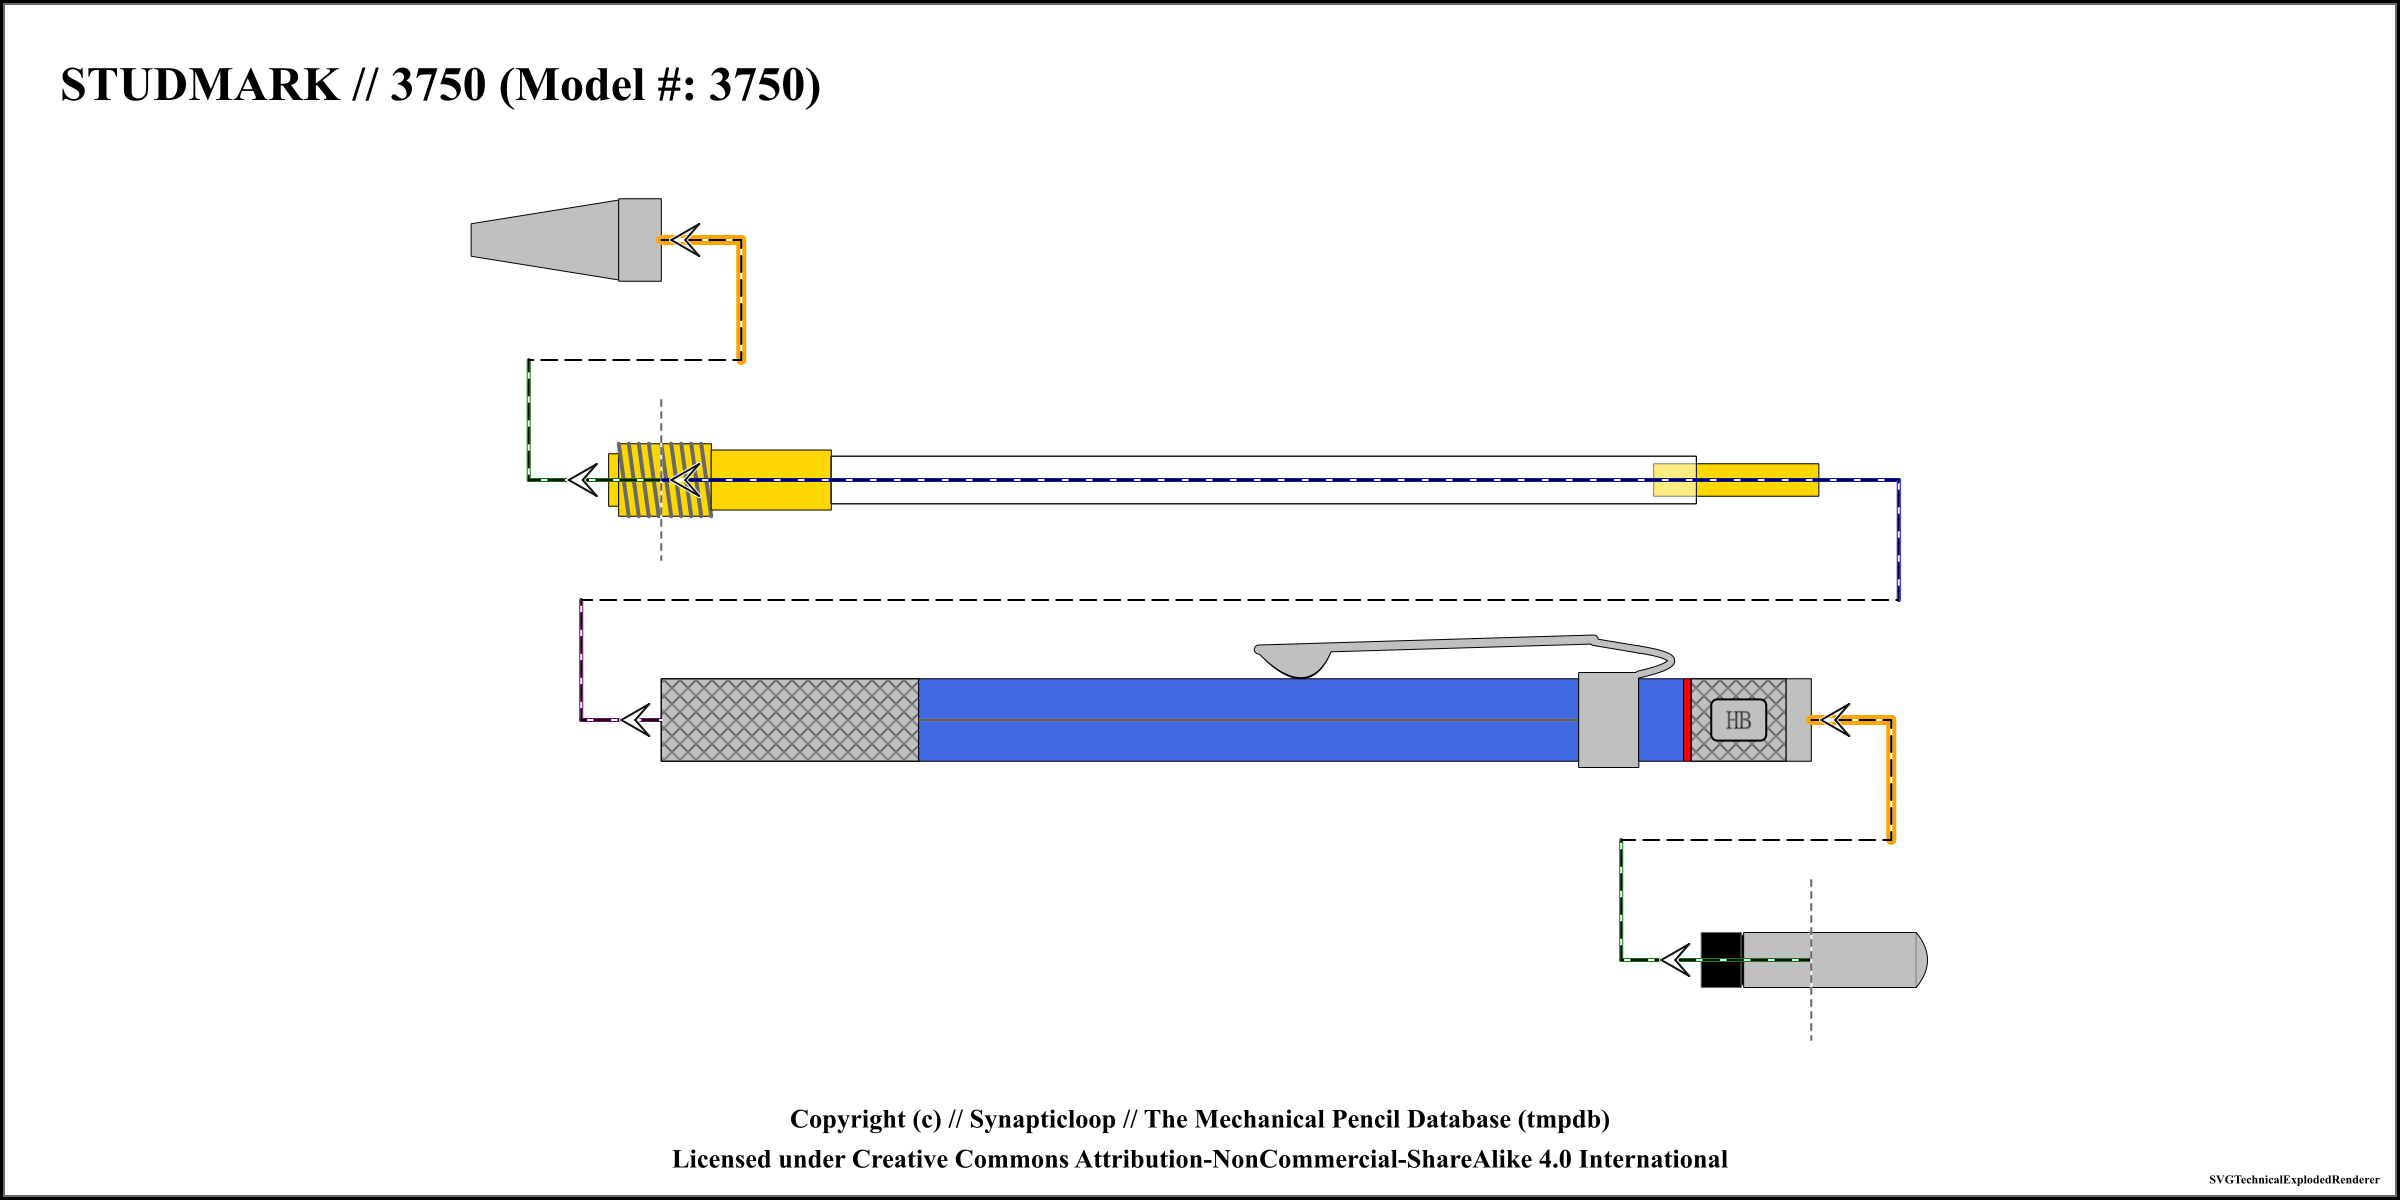 STUDMARK // 3750 (Model #: 3750)
HB
Copyright (c) // Synapticloop // The Mechanical Pencil Database (tmpdb)
Licensed under Creative Commons Attribution-NonCommercial-ShareAlike 4.0 International
SVGTechnicalExplodedRenderer